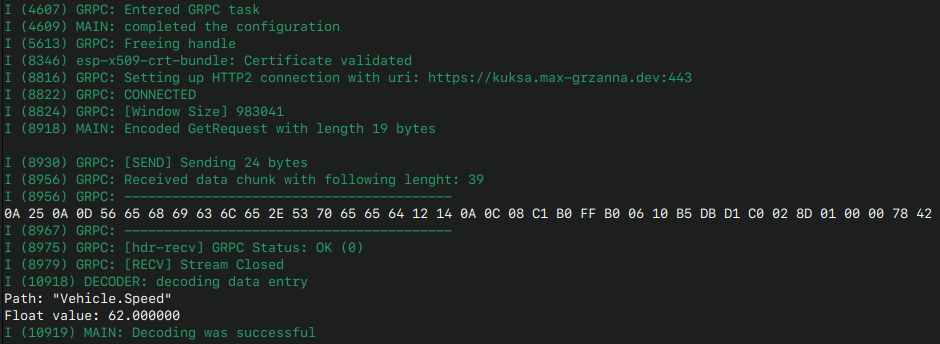 I (4607) GRPC: Entered GRPC task
I (4609) MAIN: completed the configuration
I (5613) GRPC: Freeing handle
I (8346) esp-x509-crt-bundle: Certificate validated
I (8816) GRPC: Setting up HTTP2 connection with uri: https://kuksa.max-grzanna.dev:443
I (8822) GRPC: CONNECTED
I (8824) GRPC: [Window Size] 983041
I (8918) MAIN: Encoded GetRequest with length 19 bytes
I (8930) GRPC: [SEND] Sending 24 bytes
I (8956) GRPC: Received data chunk with following lenght: 39
I (8956) GRPC: -----------------------------------------
0A 25 0A 0D 56 65 68 69 63 6C 65 2E 53 70 65 65 64 12 14 0A 0C 08 C1 B0 FF B0 06 10 B5 DB D1 C0 02 8D 01 00 00 78 42
I (8967) GRPC: -----------------------------------------
I (8975) GRPC: [hdr-recv] GRPC Status: OK (0)
I (8979) GRPC: [RECV] Stream Closed
I (10918) DECODER: decoding data entry
Path: "Vehicle.Speed"
Float value: 62.000000
I (10919) MAIN: Decoding was successful